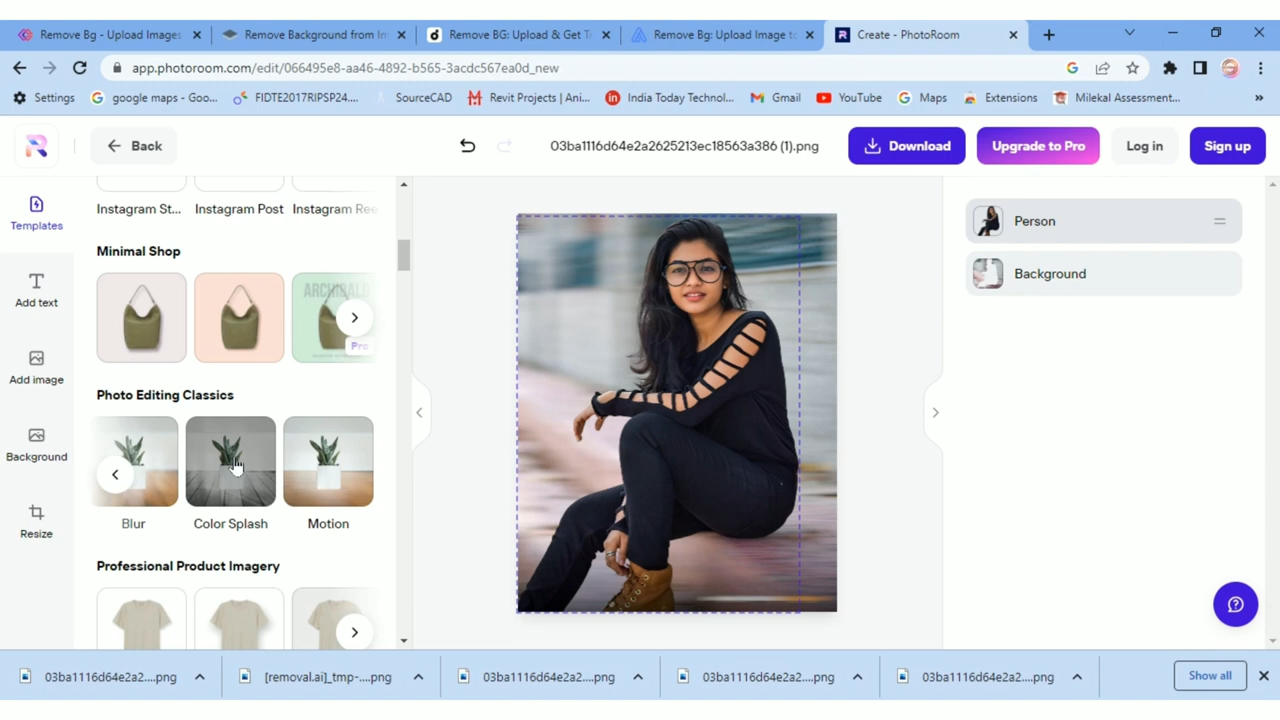 Remove Bg - Upload Images
Remove Background from Im
Remove BG: Upload & Get T
Remove Bg: Upload Image to
Create - PhotoRoom
app.photoroom.com/edit/066495e8-aa46-4892-b565-3acdc567ea0d_new
Settings
google maps - Goo...
FIDTE2017RIPSP24....
SourceCAD
Revit Projects | Ani...
India Today Technol...
Gmail
YouTube
Maps
Extensions
Milekal Assessment...
Back
03ba1116d64e2a2625213ec18563a386 (1).png
Download
Upgrade to Pro
Log in
Sign up
Templates
Add text
Add image
Background
Resize
Instagram St...
Instagram Post
Instagram Ree
Minimal Shop
ARCHIBALD
Pro
Photo Editing Classics
Blur
Color Splash
Motion
Professional Product Imagery
Person
Background
03ba1116d64e2a2....png
[removal.ai]_tmp-....png
03ba1116d64e2a2....png
03ba1116d64e2a2....png
03ba1116d64e2a2....png
Show all